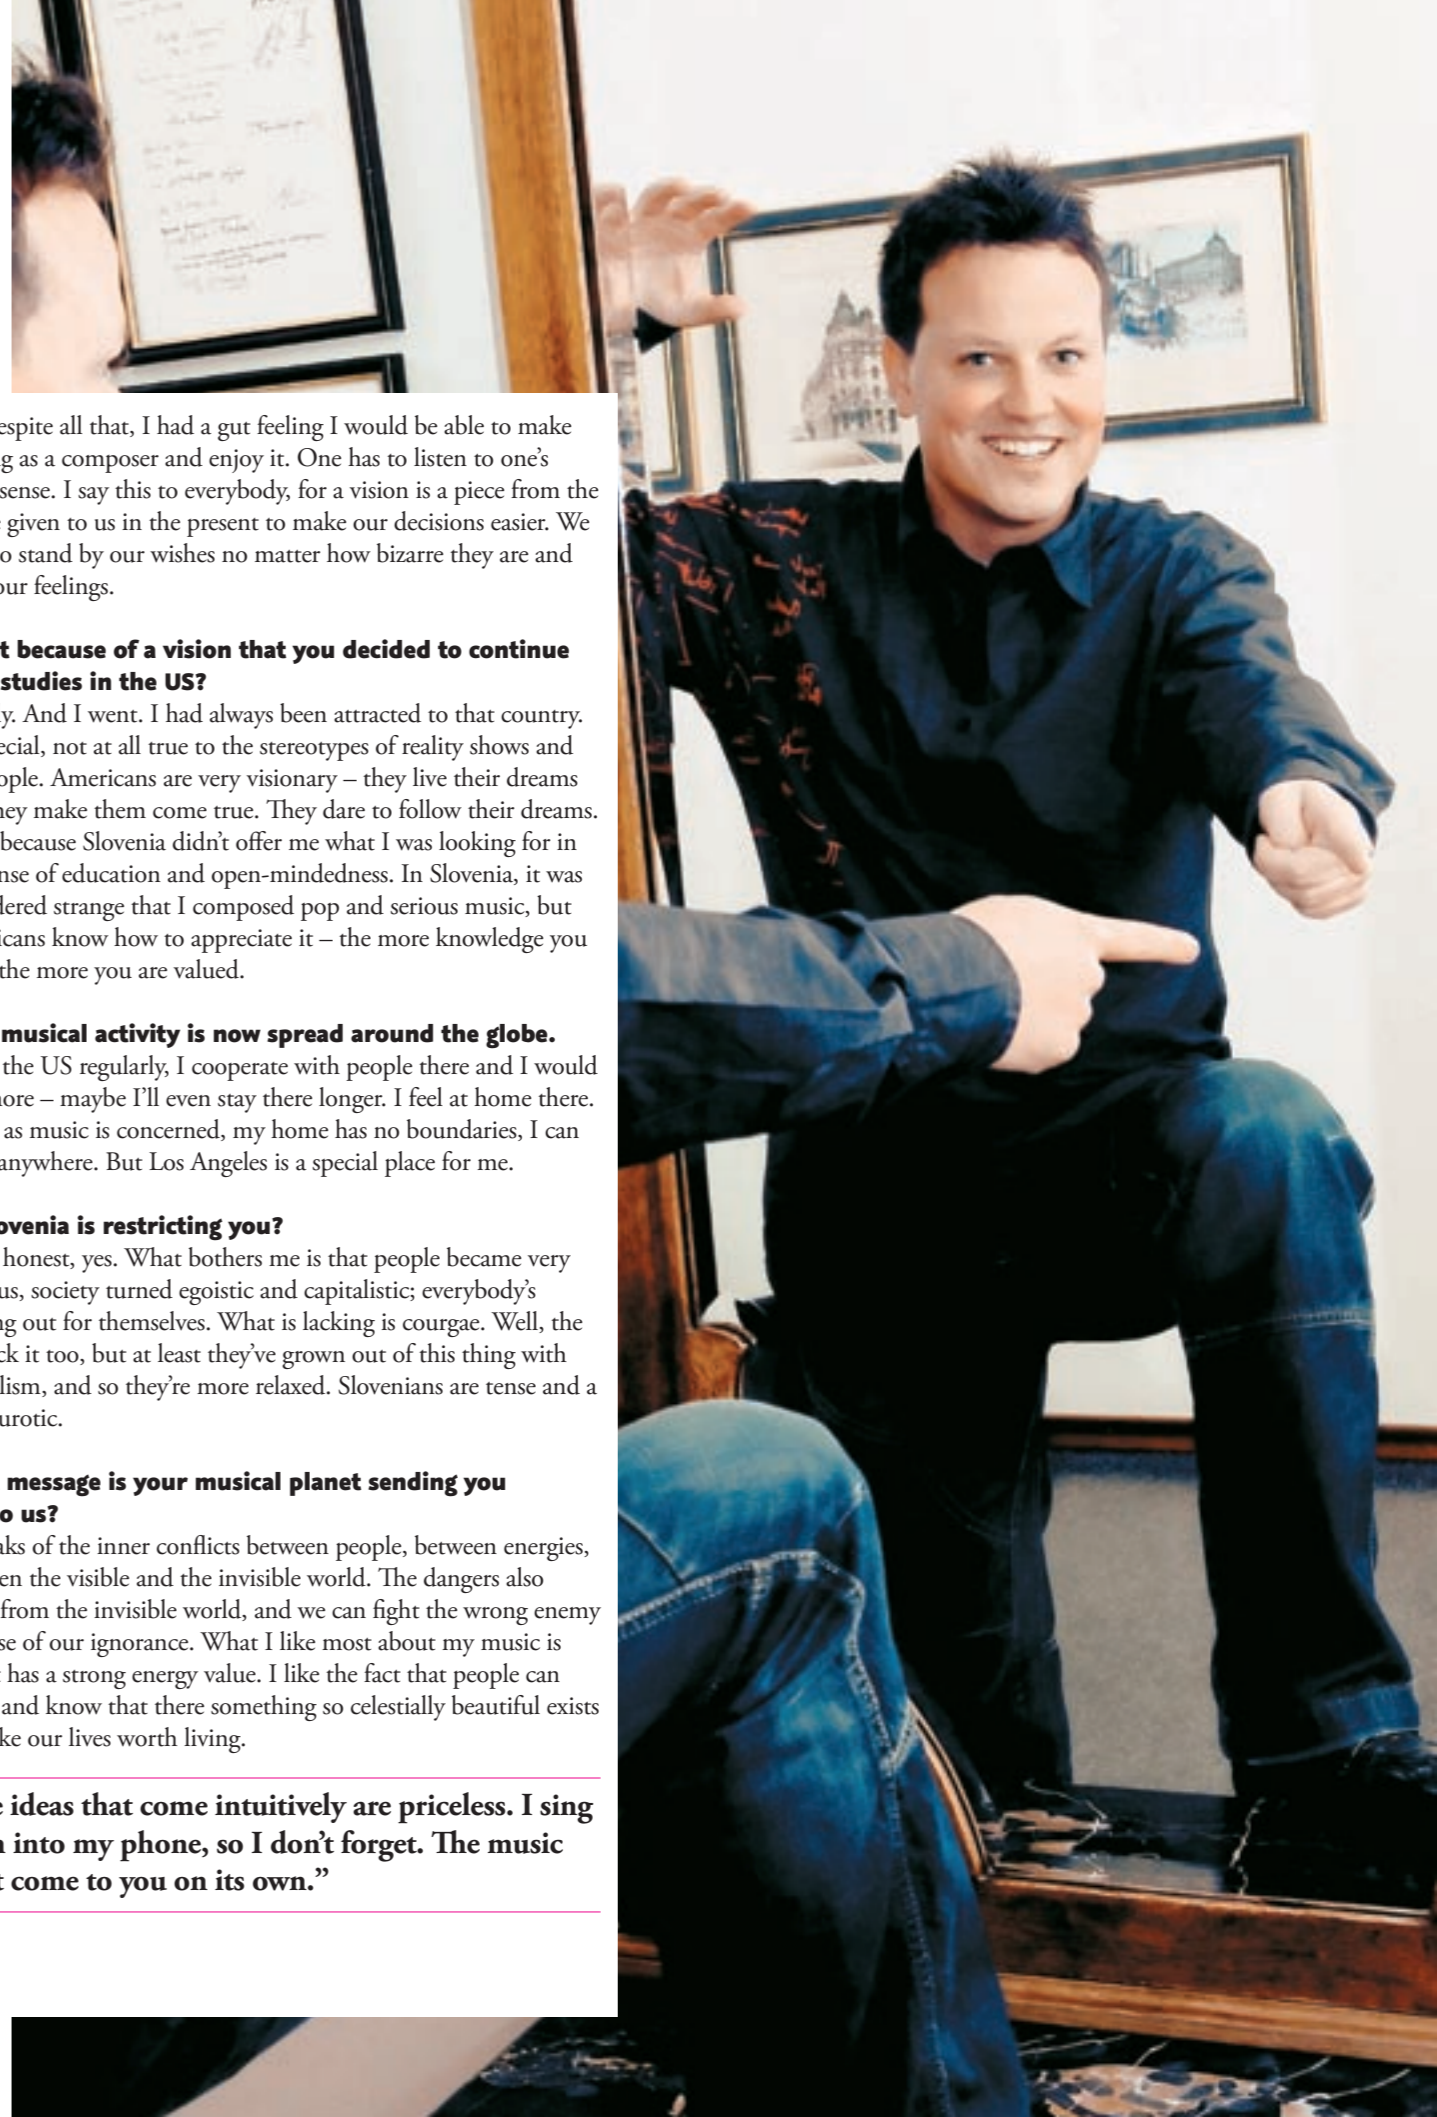 espite all that, I had a gut feeling I would be able to make
g as a composer and enjoy it. One has to listen to one’s
sense. I say this to everybody, for a vision is a piece from the
given to us in the present to make our decisions easier. We
o stand by our wishes no matter how bizarre they are and
our feelings.
t because of a vision that you decided to continue
studies in the US?
ly. And I went. I had always been attracted to that country.
ecial, not at all true to the stereotypes of reality shows and
ople. Americans are very visionary – they live their dreams
hey make them come true. They dare to follow their dreams.
because Slovenia didn’t offer me what I was looking for in
nse of education and open-mindedness. In Slovenia, it was
dered strange that I composed pop and serious music, but
icans know how to appreciate it – the more knowledge you
the more you are valued.
musical activity is now spread around the globe.
the US regularly, I cooperate with people there and I would
nore – maybe I’ll even stay there longer. I feel at home there.
as music is concerned, my home has no boundaries, I can
anywhere. But Los Angeles is a special place for me.
ovenia is restricting you?
honest, yes. What bothers me is that people became very
us, society turned egoistic and capitalistic; everybody’s
ng out for themselves. What is lacking is courgae. Well, the
ck it too, but at least they’ve grown out of this thing with
lism, and so they’re more relaxed. Slovenians are tense and a
urotic.
message is your musical planet sending you
o us?
aks of the inner conflicts between people, between energies,
en the visible and the invisible world. The dangers also
from the invisible world, and we can fight the wrong enemy
se of our ignorance. What I like most about my music is
t has a strong energy value. I like the fact that people can
and know that there something so celestially beautiful exists
ke our lives worth living.
e ideas that come intuitively are priceless. I sing
n into my phone, so I don’t forget. The music
t come to you on its own.”